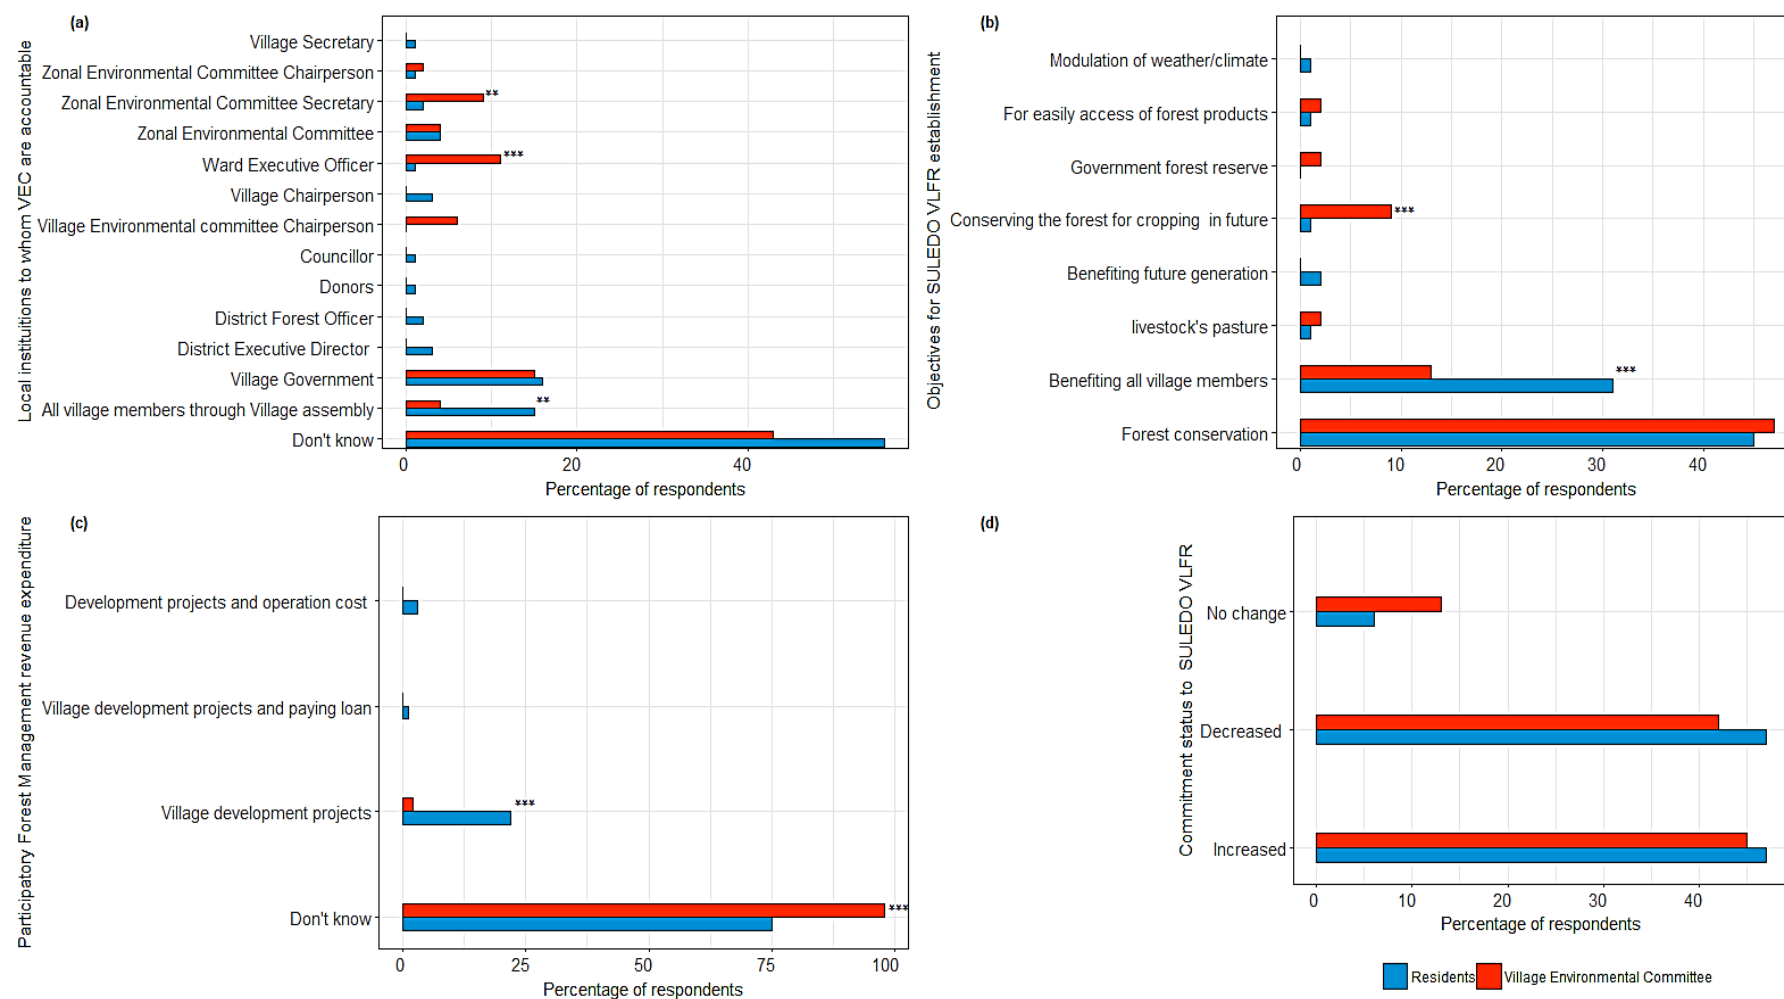 (a)
Local instituitions to whom VEC are accountable
Village Secretary
Zonal Environmental Committee Chairperson
Zonal Environmental Committee Secretary
**
Zonal Environmental Committee
Ward Executive Officer
***
Village Chairperson
Village Environmental committee Chairperson
Councillor
Donors
District Forest Officer
District Executive Director
Village Government
All village members through Village assembly
**
Don't know
0 20 40
Percentage of respondents
(b)
Objectives for SULEDO VLFR establishment
Modulation of weather/climate
For easily access of forest products
Government forest reserve
Conserving the forest for cropping in future
***
Benefiting future generation
livestock's pasture
Benefiting all village members
***
Forest conservation
0 10 20 30 40
Percentage of respondents
(c)
Participatory Forest Management revenue expenditure
Development projects and operation cost
Village development projects and paying loan
Village development projects
***
Don't know
***
0 25 50 75 100
Percentage of respondents
(d)
Commitment status to SULEDO VLFR
No change
Decreased
Increased
0 10 20 30 40
Percentage of respondents
Residents Village Environmental Committee